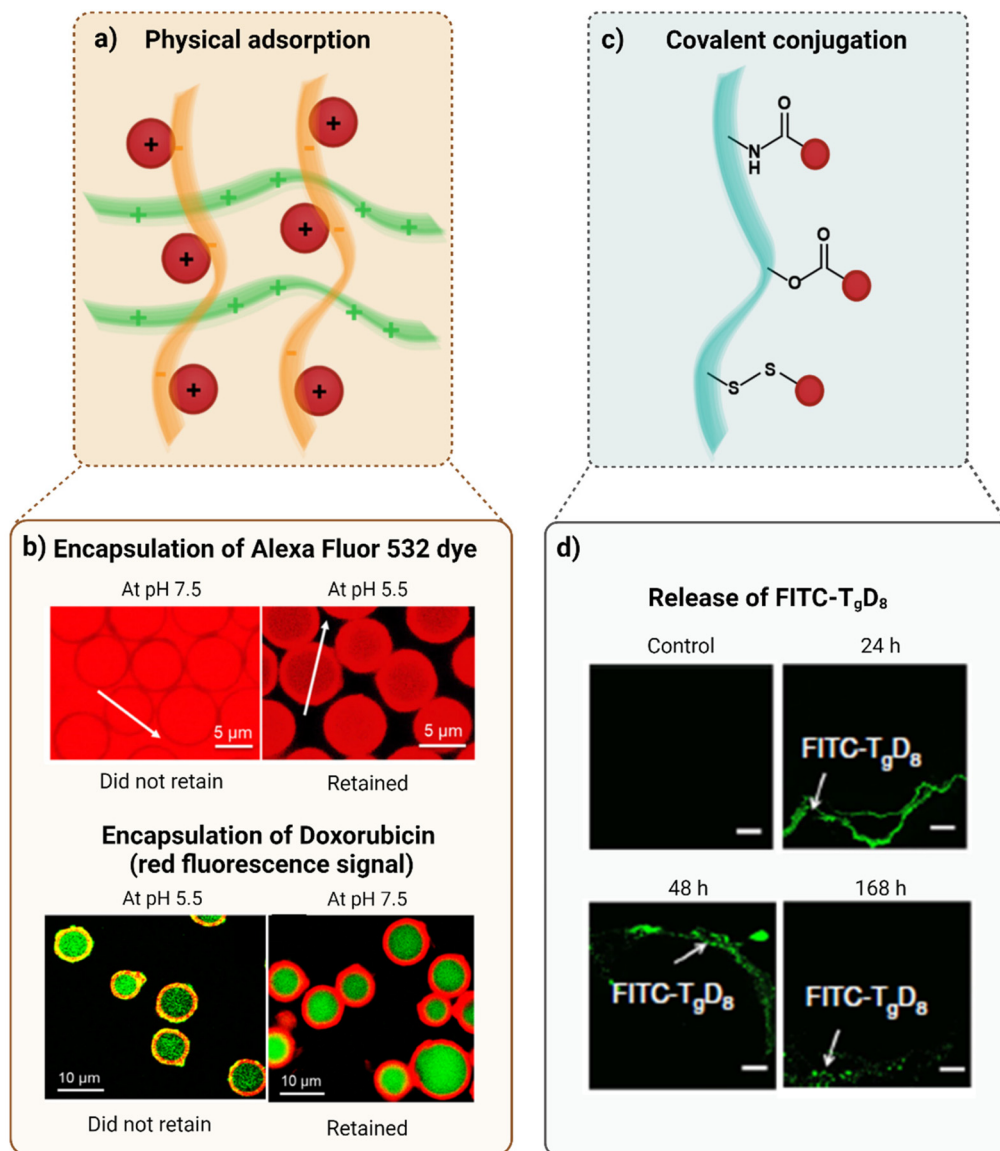 a) Physical adsorption
+ + - -
+ + + + +
+ + - -
+ + + + +
- -
+ +
c) Covalent conjugation
O
N
H
O
O
S
S
b) Encapsulation of Alexa Fluor 532 dye
At pH 7.5 At pH 5.5
5 μm 5 μm
Did not retain Retained
Encapsulation of Doxorubicin
(red fluorescence signal)
At pH 5.5 At pH 7.5
10 μm 10 μm
Did not retain Retained
d)
Release of FITC-TgD8
Control 24 h
FITC-TgD8
48 h 168 h
FITC-TgD8 FITC-TgD8